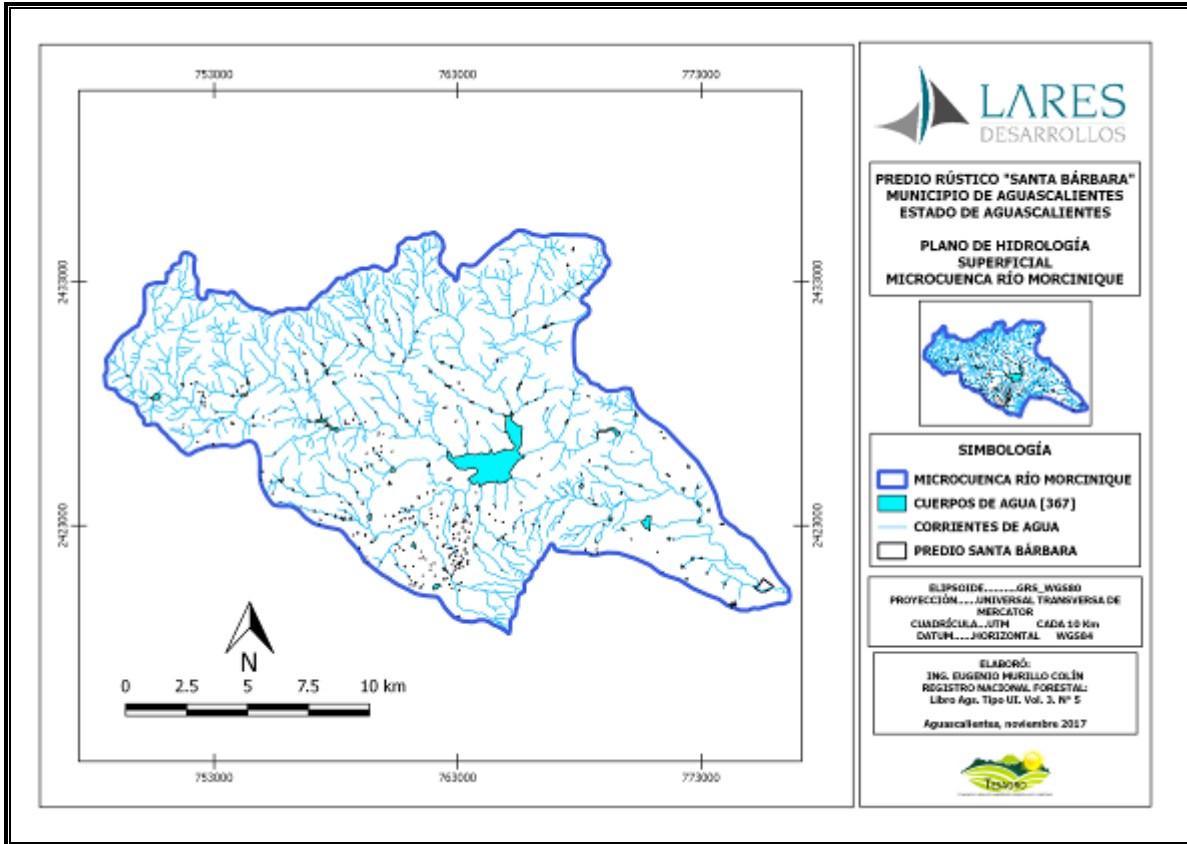 753000
763000
773000
2433000
2433000
2423000
2423000
N
0 2.5 5 7.5 10 km
753000
763000
773000
LARES
DESARROLLOS
PREDIO RÚSTICO "SANTA BÁRBARA"
MUNICIPIO DE AGUASCALIENTES
ESTADO DE AGUASCALIENTES
PLANO DE HIDROLOGÍA
SUPERFICIAL
MICROCUENCA RÍO MORCINIQUE
SIMBOLOGÍA
MICROCUENCA RÍO MORCINIQUE
CUERPOS DE AGUA [367]
CORRIENTES DE AGUA
PREDIO SANTA BÁRBARA
ELIPSOIDE.........GRS_WGS80
PROYECCIÓN.....UNIVERSAL TRANSVERSA DE
MERCATOR
CUADRÍCULA...UTM CADA 10 Km
DATUM.....HORIZONTAL WGS84
ELABORÓ:
ING. EUGENIO MURILLO COLÍN
REGISTRO NACIONAL FORESTAL:
Libro Ags. Tipo UI. Vol. 3. N° 5
Aguascalientes, noviembre 2017